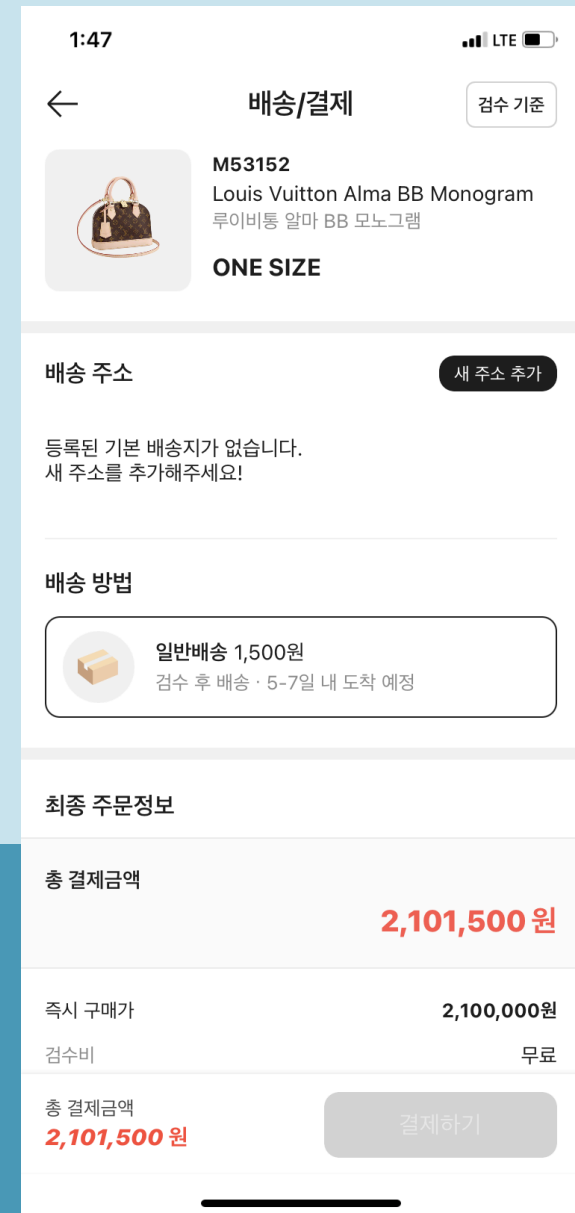 1:47
LTE
배송/결제
검수 기준
M53152
Louis Vuitton Alma BB Monogram
루이비통 알마 BB 모노그램
ONE SIZE
배송 주소
새 주소 추가
등록된 기본 배송지가 없습니다.
새 주소를 추가해주세요!
배송 방법
일반배송 1,500원
검수 후 배송 · 5-7일 내 도착 예정
최종 주문정보
총 결제금액
2,101,500 원
즉시 구매가
2,100,000원
검수비
무료
총 결제금액
2,101,500 원
결제하기